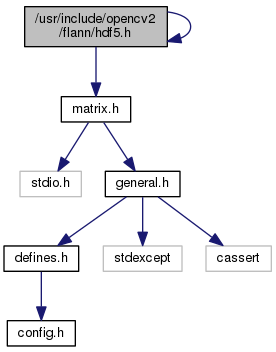 /usr/include/opencv2
/flann/hdf5.h
matrix.h
stdio.h
general.h
defines.h
stdexcept
cassert
config.h